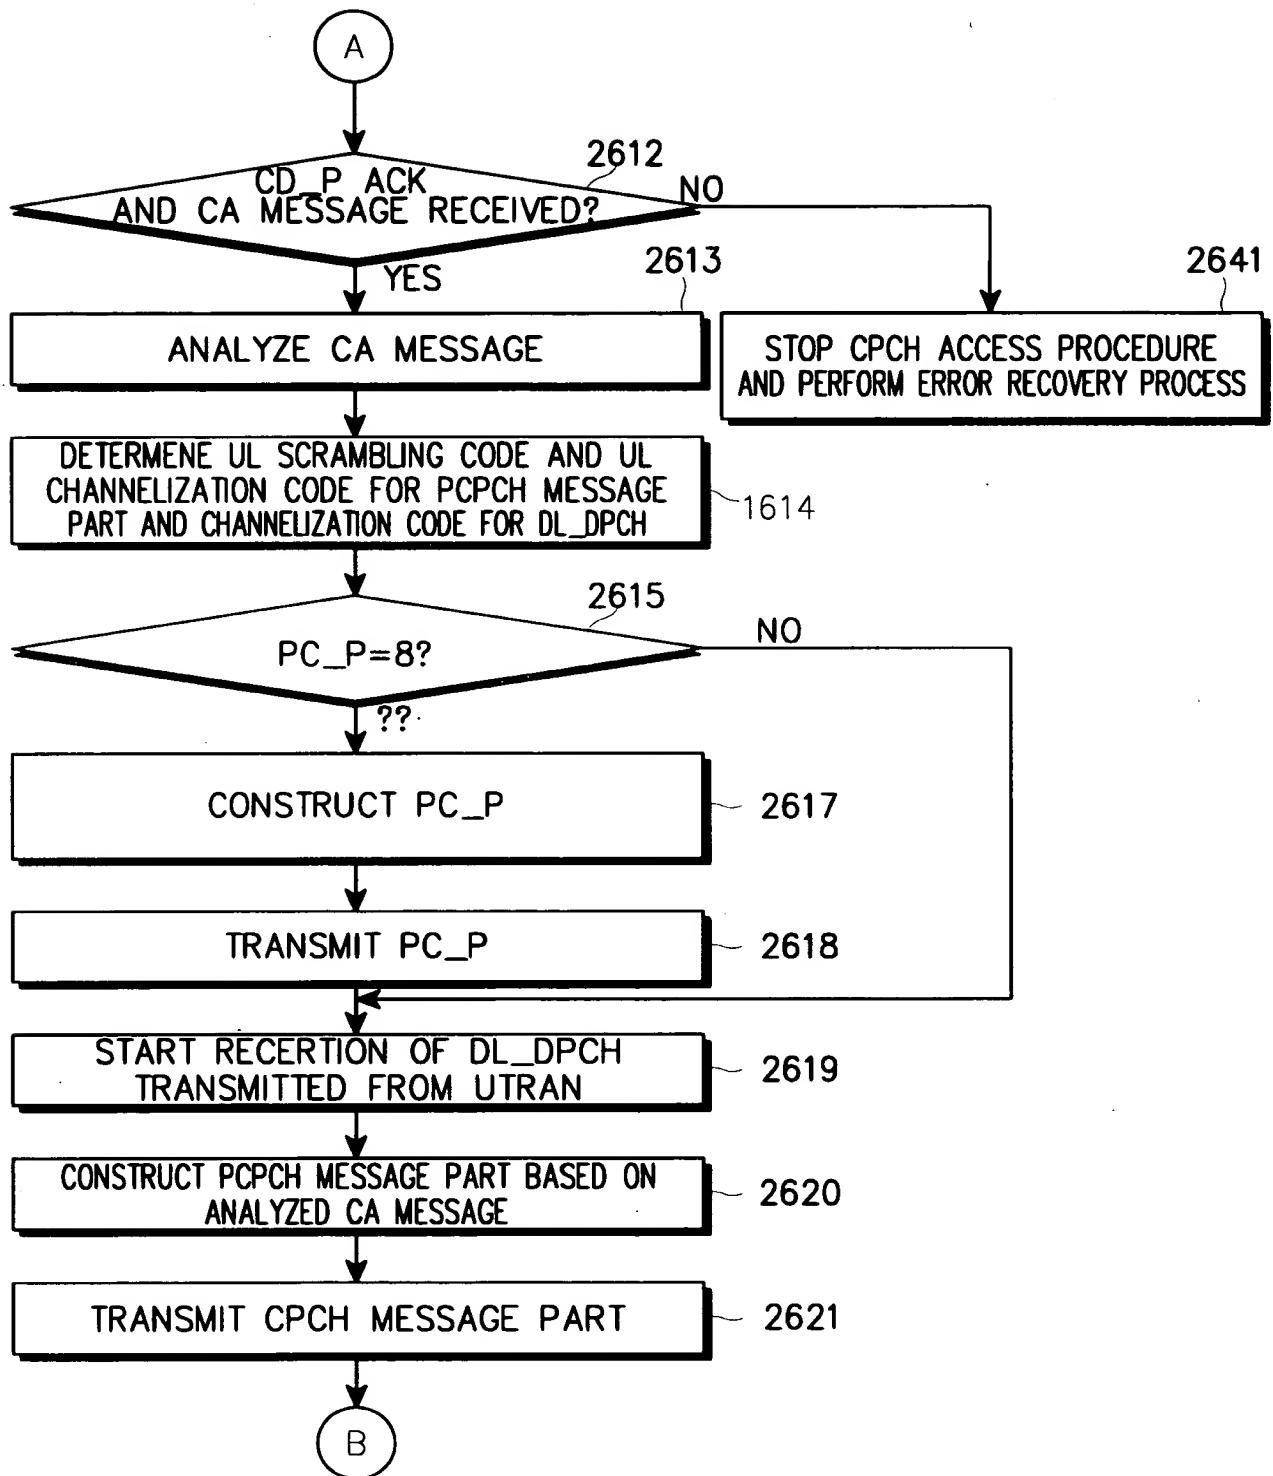 A
2612
CD_P ACK
AND CA MESSAGE RECEIVED?
NO
YES
2613
2641
ANALYZE CA MESSAGE
STOP CPCH ACCESS PROCEDURE
AND PERFORM ERROR RECOVERY PROCESS
DETERMENE UL SCRAMBLING CODE AND UL
CHANNELIZATION CODE FOR PCPCH MESSAGE
PART AND CHANNELIZATION CODE FOR DL_DPCH
1614
2615
NO
PC_P=8?
??
CONSTRUCT PC_P
2617
TRANSMIT PC_P
2618
START RECERTION OF DL_DPCH
TRANSMITTED FROM UTRAN
2619
CONSTRUCT PCPCH MESSAGE PART BASED ON
ANALYZED CA MESSAGE
2620
TRANSMIT CPCH MESSAGE PART
2621
B